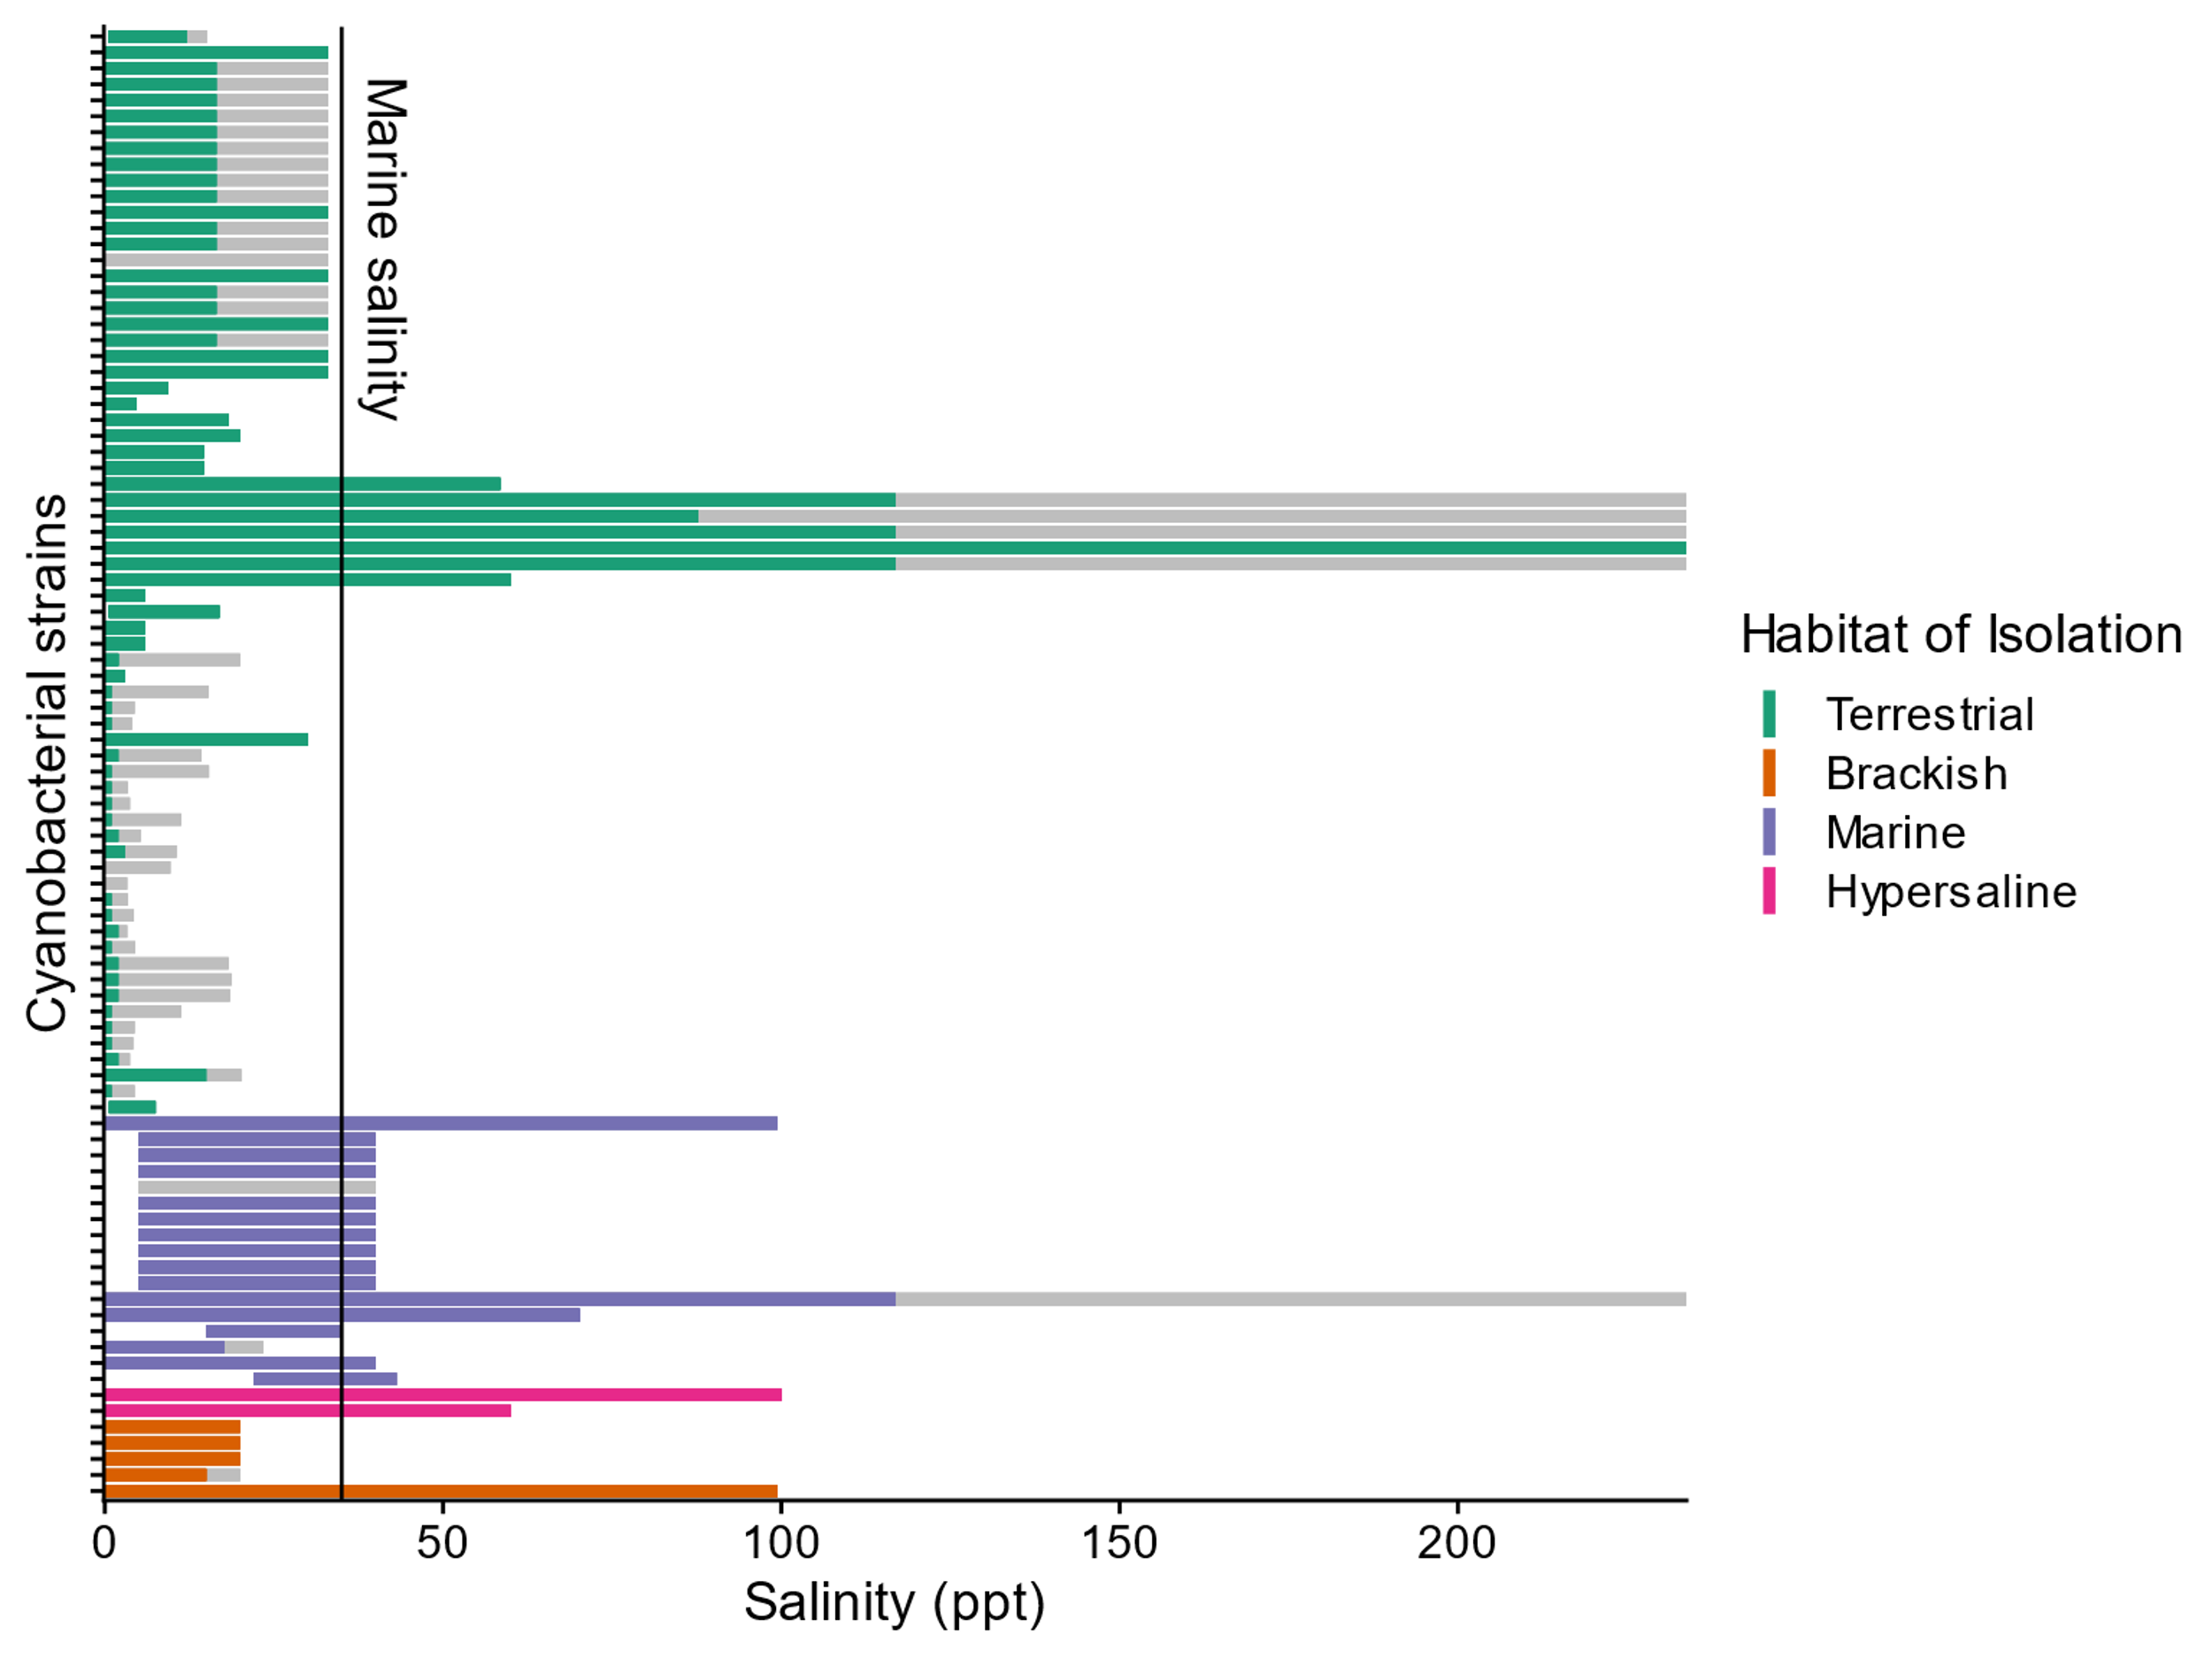 Marine salinity
Cyanobacterial strains
Habitat of Isolation
Terrestrial
Brackish
Marine
Hypersaline
0 50 100 150 200
Salinity (ppt)